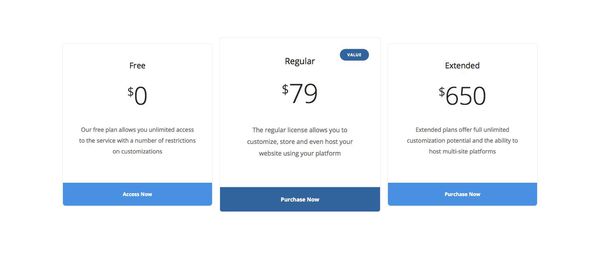 Free
$0
Our free plan allows you unlimited access
to the service with a number of restrictions
on customizations
Access Now
VALUE
Regular
$79
The regular license allows you to
customize, store and even host your
website using your platform
Purchase Now
Extended
$650
Extended plans offer full unlimited
customization potential and the ability to
host multi-site platforms
Purchase Now